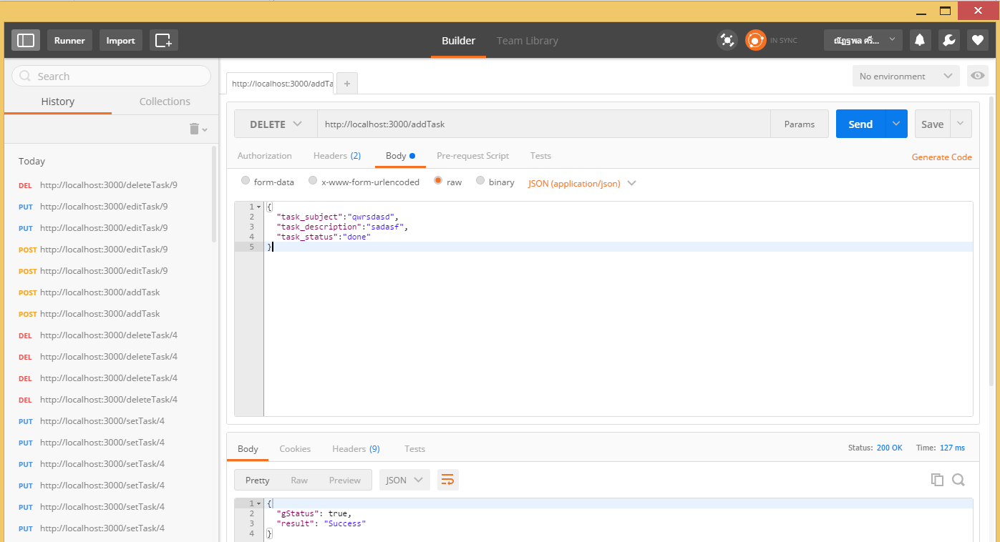 Runner
Import
Builder
Team Library
IN SYNC
ณัฏฐพล ศรี...
Search
History
Collections
Today
DEL http://localhost:3000/deleteTask/9
PUT http://localhost:3000/editTask/9
PUT http://localhost:3000/editTask/9
POST http://localhost:3000/editTask/9
POST http://localhost:3000/editTask/9
POST http://localhost:3000/addTask
POST http://localhost:3000/addTask
DEL http://localhost:3000/deleteTask/4
DEL http://localhost:3000/deleteTask/4
DEL http://localhost:3000/deleteTask/4
DEL http://localhost:3000/deleteTask/4
PUT http://localhost:3000/setTask/4
PUT http://localhost:3000/setTask/4
PUT http://localhost:3000/setTask/4
PUT http://localhost:3000/setTask/4
PUT http://localhost:3000/setTask/4
PUT http://localhost:3000/setTask/4
http://localhost:3000/addTa
+
No environment
DELETE
http://localhost:3000/addTask
Params
Send
Save
Authorization
Headers (2)
Body
Pre-request Script
Tests
Generate Code
form-data
x-www-form-urlencoded
raw
binary
JSON (application/json)
1 {
2 "task_subject":"qwrsdasd",
3 "task_description":"sadasf",
4 "task_status":"done"
5 }
Body
Cookies
Headers (9)
Tests
Status: 200 OK
Time: 127 ms
Pretty
Raw
Preview
JSON
1 {
2 "gStatus": true,
3 "result": "Success"
4 }